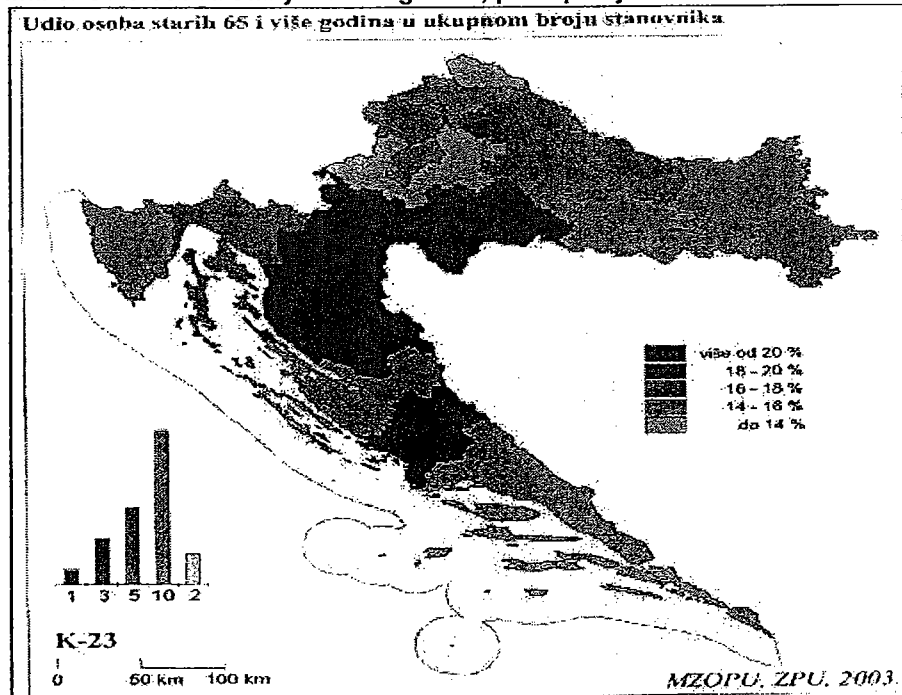 Udio osoba starih 65 i više godina u ukupnom broju stanovnika
više od 20 %
18 - 20 %
16 - 18 %
14 - 16 %
do 14 %
1 3 5 10 2
K-23
0 50 km 100 km
MZOPU, ZPU, 2003.